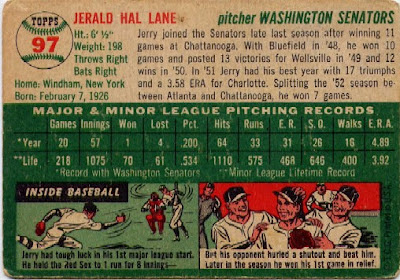 TOPPS
97
JERALD HAL LANE
pitcher WASHINGTON SENATORS
Ht.: 6' ½"
Weight: 198
Throws Right
Bats Right
Home: Windham, New York
Born: February 7, 1926
Jerry joined the Senators late last season after winning 11
games at Chattanooga. With Bluefield in '48, he won 10
games and posted 13 victories for Wellsville in '49 and 12
wins in '50. In '51 Jerry had his best year with 17 triumphs
and a 3.58 ERA for Charlotte. Splitting the '52 season be-
tween Atlanta and Chattanooga, he won 7 games.
MAJOR & MINOR LEAGUE PITCHING RECORDS
Games Innings Won Lost Pct. Hits Runs E.R. S.O. Walks E.R.A.
*Year 20 57 1 4 .200 64 33 31 26 16 4.89
**Life 218 1075 70 61 .534 1160 581 468 646 400 3.92
*Record with Washington Senators **Minor League Lifetime Record
INSIDE BASEBALL
Jerry had tough luck in his 1st major league start.
He held the Red Sox to 1 run for 8 innings—
But his opponent hurled a shutout and beat him.
Later in the season he won his 1st game in relief.